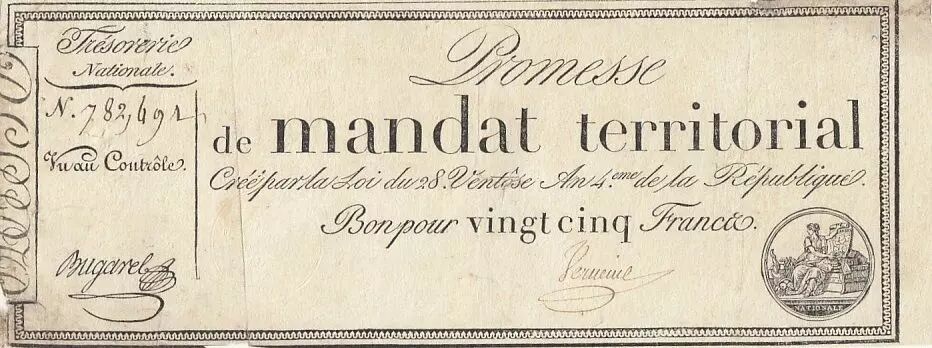 Trésorerie
Nationale.
N. 782,491
Vu au Contrôle.
Bugarel
Promesse
de mandat territorial
Créé par la Loi du 28. Ventôse An 4.eme de la République.
Bon pour vingt cinq Francs.
NATIONALE